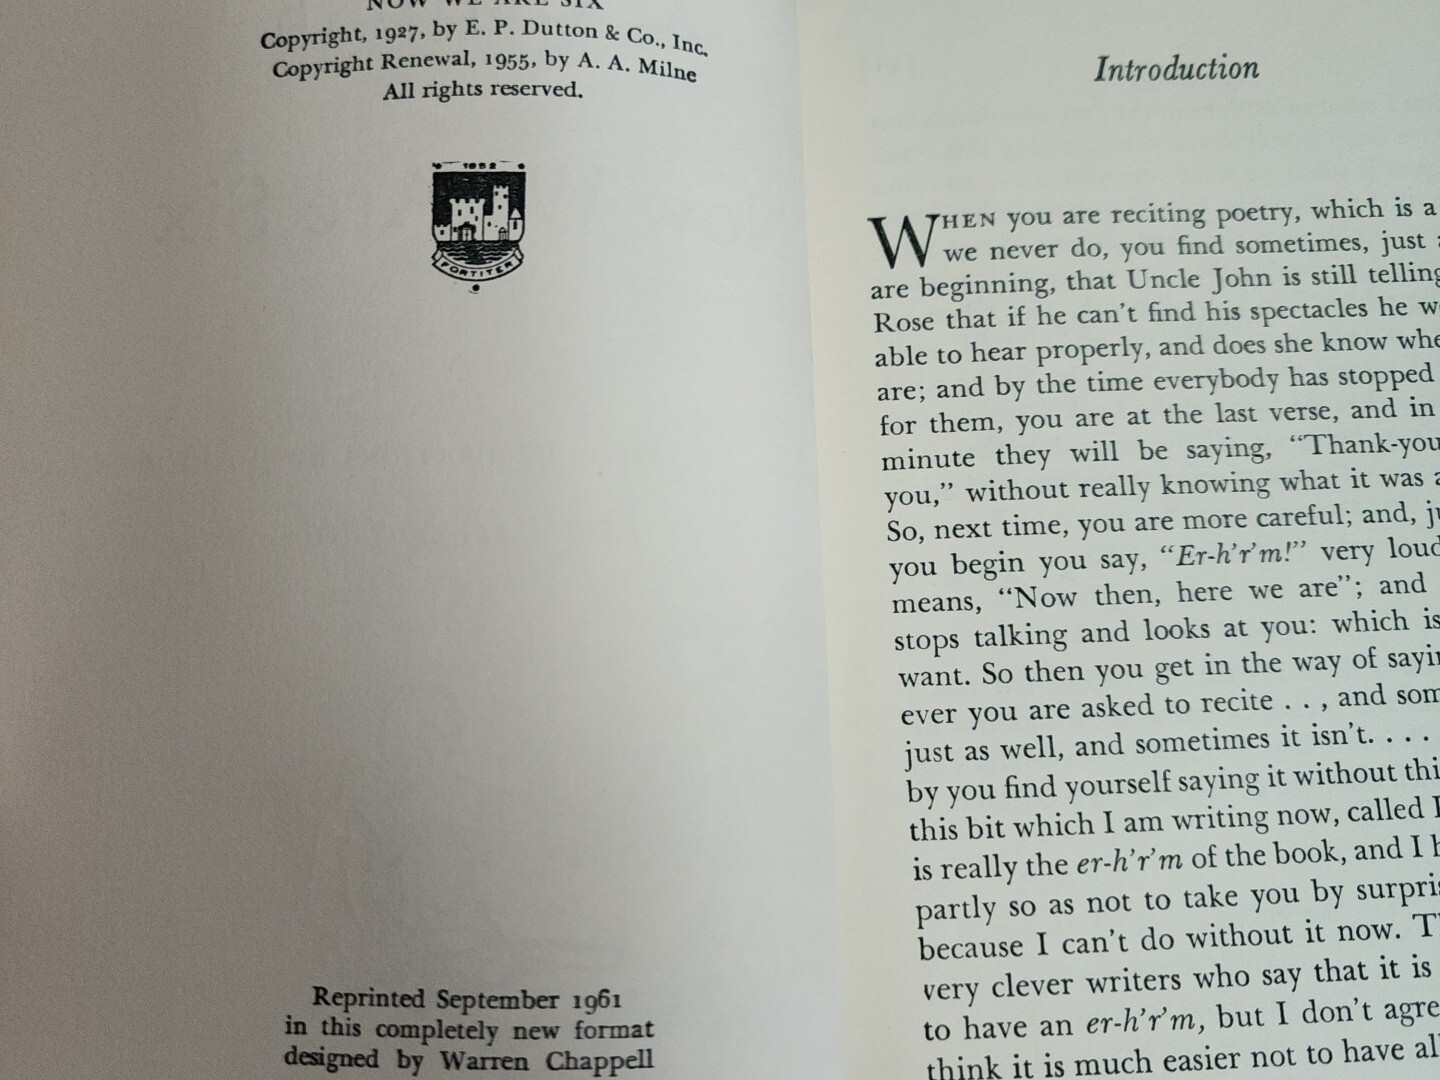 NOW WE ARE SIX
Copyright, 1927, by E. P. Dutton & Co., Inc.
Copyright Renewal, 1955, by A. A. Milne
All rights reserved.
1852
FORTITER
Reprinted September 1961
in this completely new format
designed by Warren Chappell
Introduction
WHEN you are reciting poetry, which is a
we never do, you find sometimes, just
are beginning, that Uncle John is still telling
Rose that if he can't find his spectacles he
able to hear properly, and does she know
are; and by the time everybody has stopped
for them, you are at the last verse, and in
minute they will be saying, “Thank-you
you,” without really knowing what it was
So, next time, you are more careful; and,
you begin you say, “Er-h'r'm!” very
means, “Now then, here we are”; and
stops talking and looks at you: which
want. So then you get in the way of
ever you are asked to recite . . , and
just as well, and sometimes it isn't. . . .
by you find yourself saying it without
this bit which I am writing now, called
is really the er-h'r'm of the book, and I
partly so as not to take you by
because I can't do without it now.
very clever writers who say that it is
to have an er-h'r'm, but I don't
think it is much easier not to have